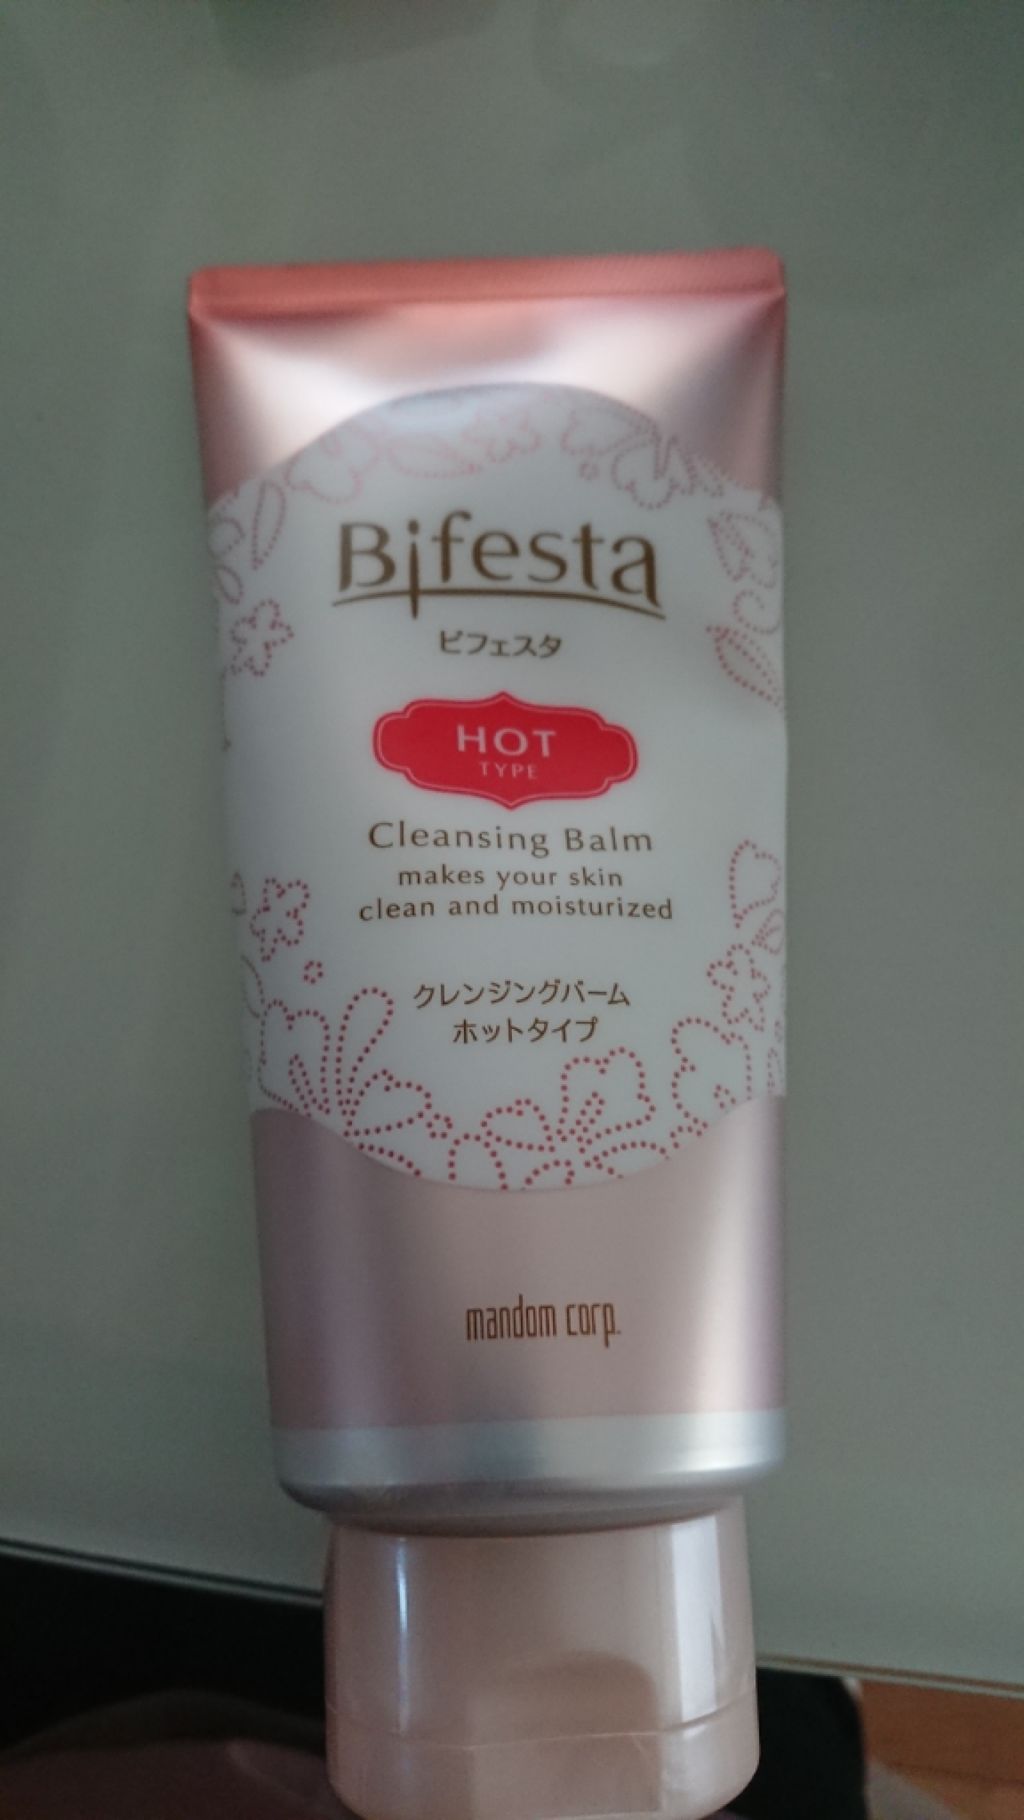 Bifesta
ビフェスタ
HOT
TYPE
Cleansing Balm
makes your skin
clean and moisturized
クレンジングバーム
ホットタイプ
mandom corp.